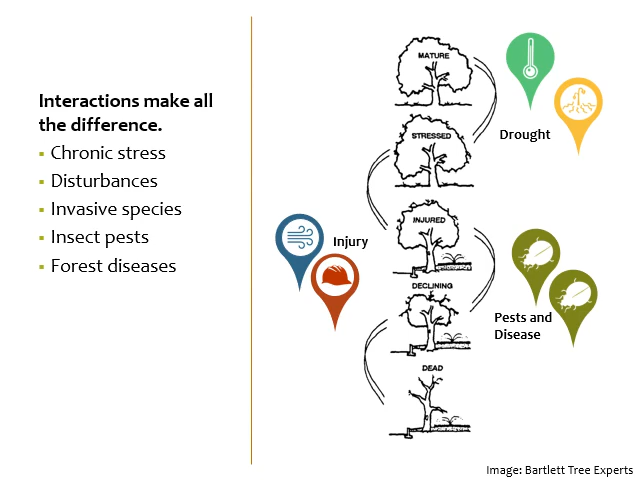 Interactions make all
the difference.
▪ Chronic stress
▪ Disturbances
▪ Invasive species
▪ Insect pests
▪ Forest diseases
MATURE
Drought
STRESSED
INJURED
Injury
DECLINING
Pests and
Disease
DEAD
Image: Bartlett Tree Experts